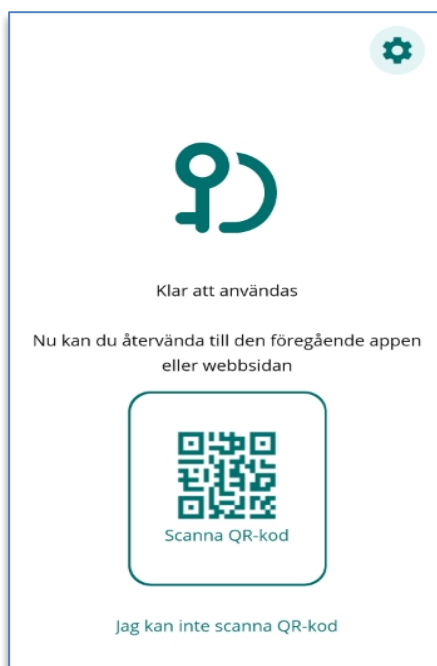 Klar att användas
Nu kan du återvända till den föregående appen
eller webbsidan
Scanna QR-kod
Jag kan inte scanna QR-kod